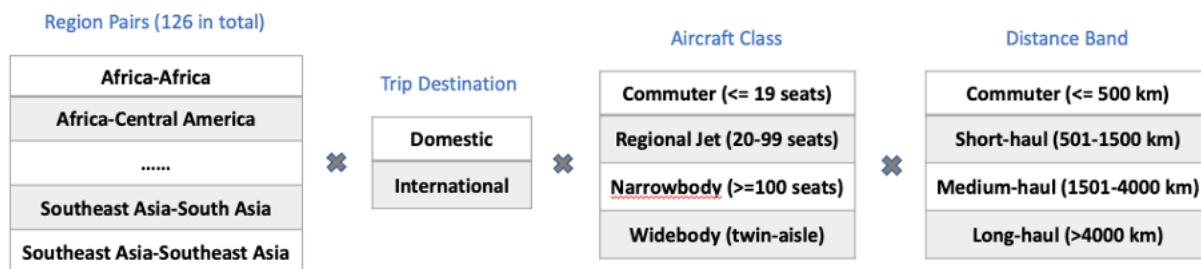 Region Pairs (126 in total)
Africa-Africa
Africa-Central America
......
Southeast Asia-South Asia
Southeast Asia-Southeast Asia
Trip Destination
Domestic
International
Aircraft Class
Commuter (<= 19 seats)
Regional Jet (20-99 seats)
Narrowbody (>=100 seats)
Widebody (twin-aisle)
Distance Band
Commuter (<= 500 km)
Short-haul (501-1500 km)
Medium-haul (1501-4000 km)
Long-haul (>4000 km)